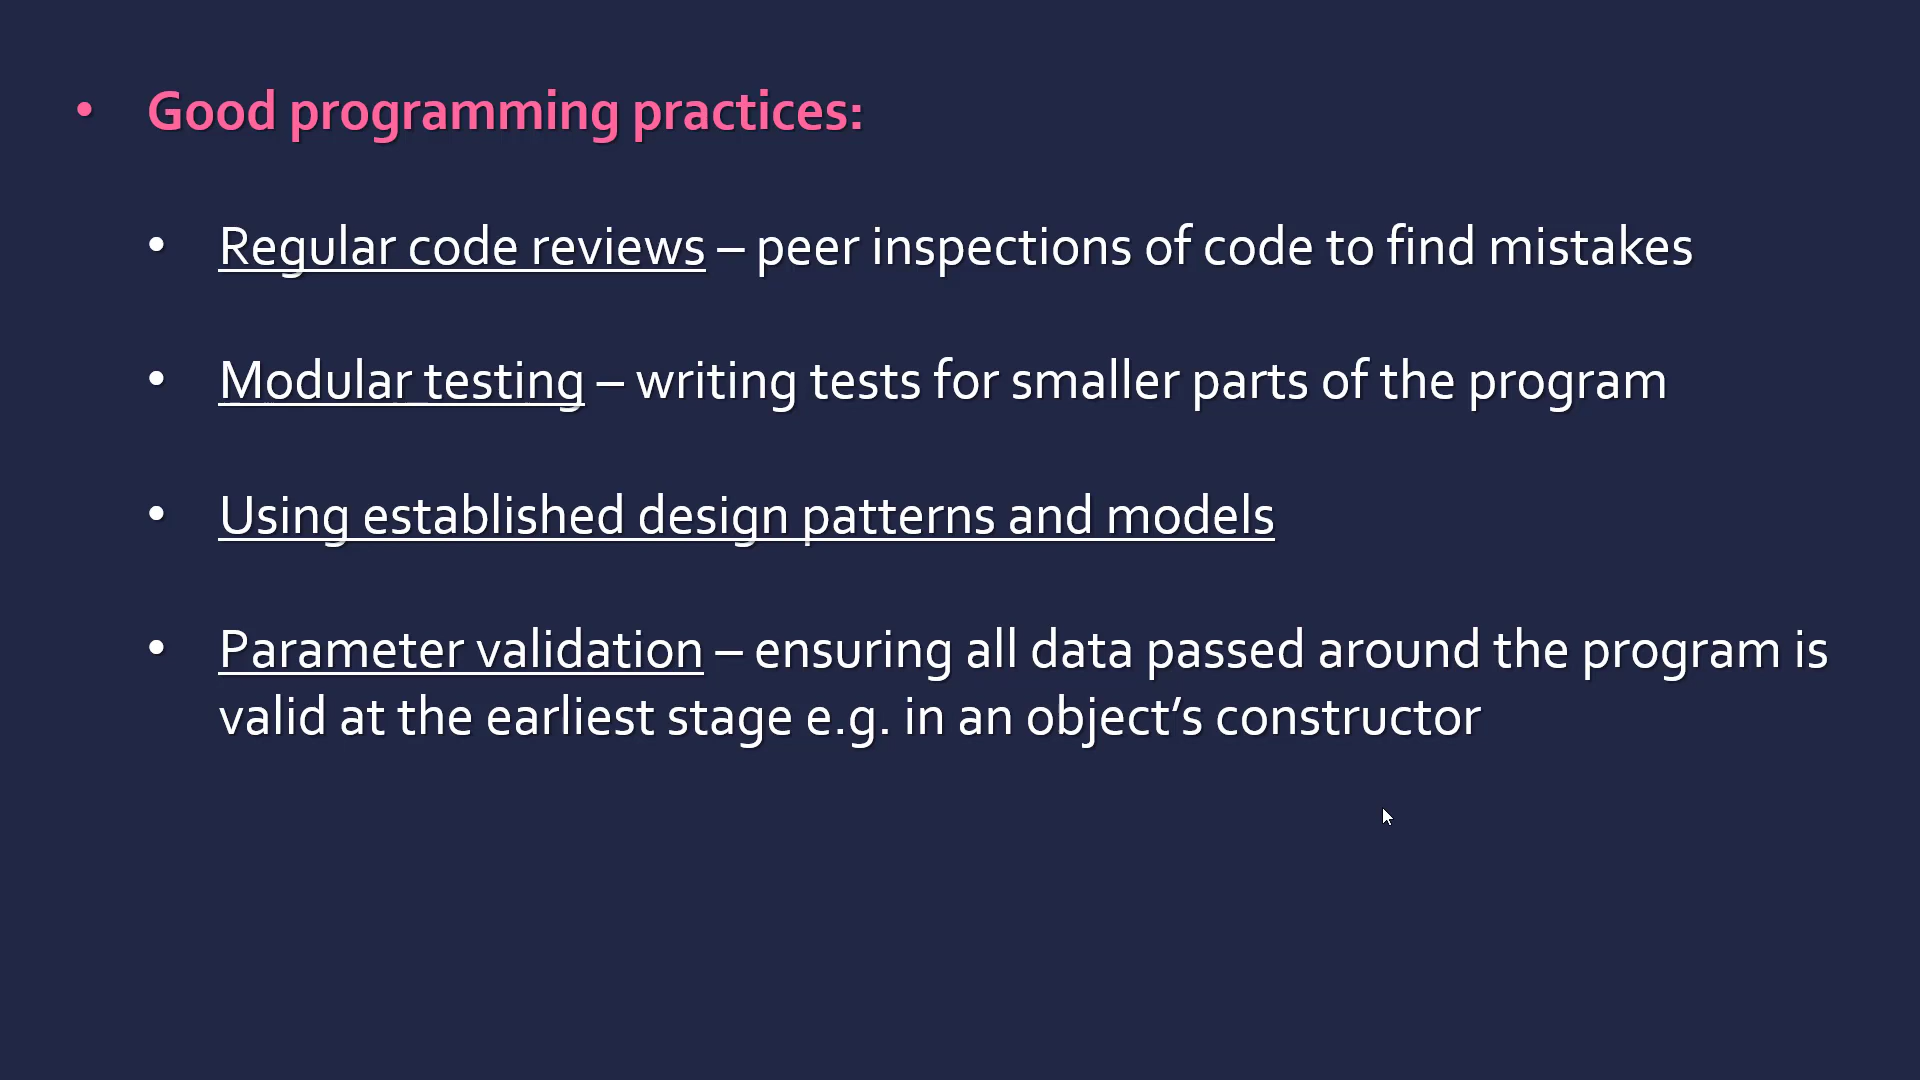 • Good programming practices:
• Regular code reviews – peer inspections of code to find mistakes
• Modular testing – writing tests for smaller parts of the program
• Using established design patterns and models
• Parameter validation – ensuring all data passed around the program is
valid at the earliest stage e.g. in an object’s constructor